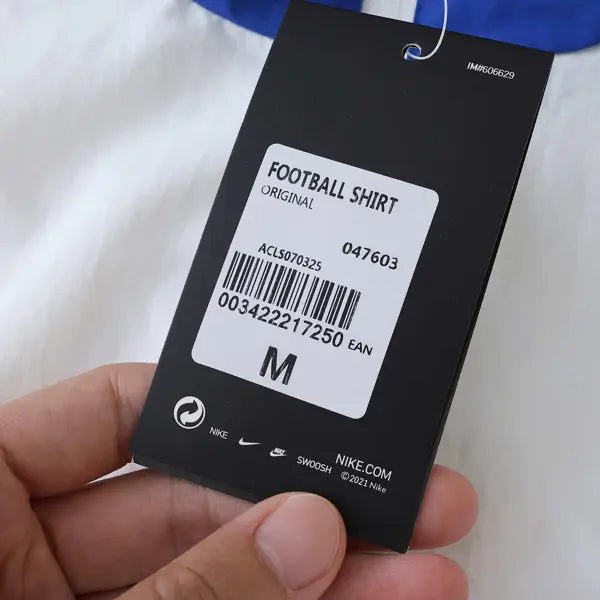 IM#606629
FOOTBALL SHIRT
ORIGINAL
047603
ACLS070325
003422217250 EAN
M
NIKE
SWOOSH
NIKE.COM
©2021 Nike